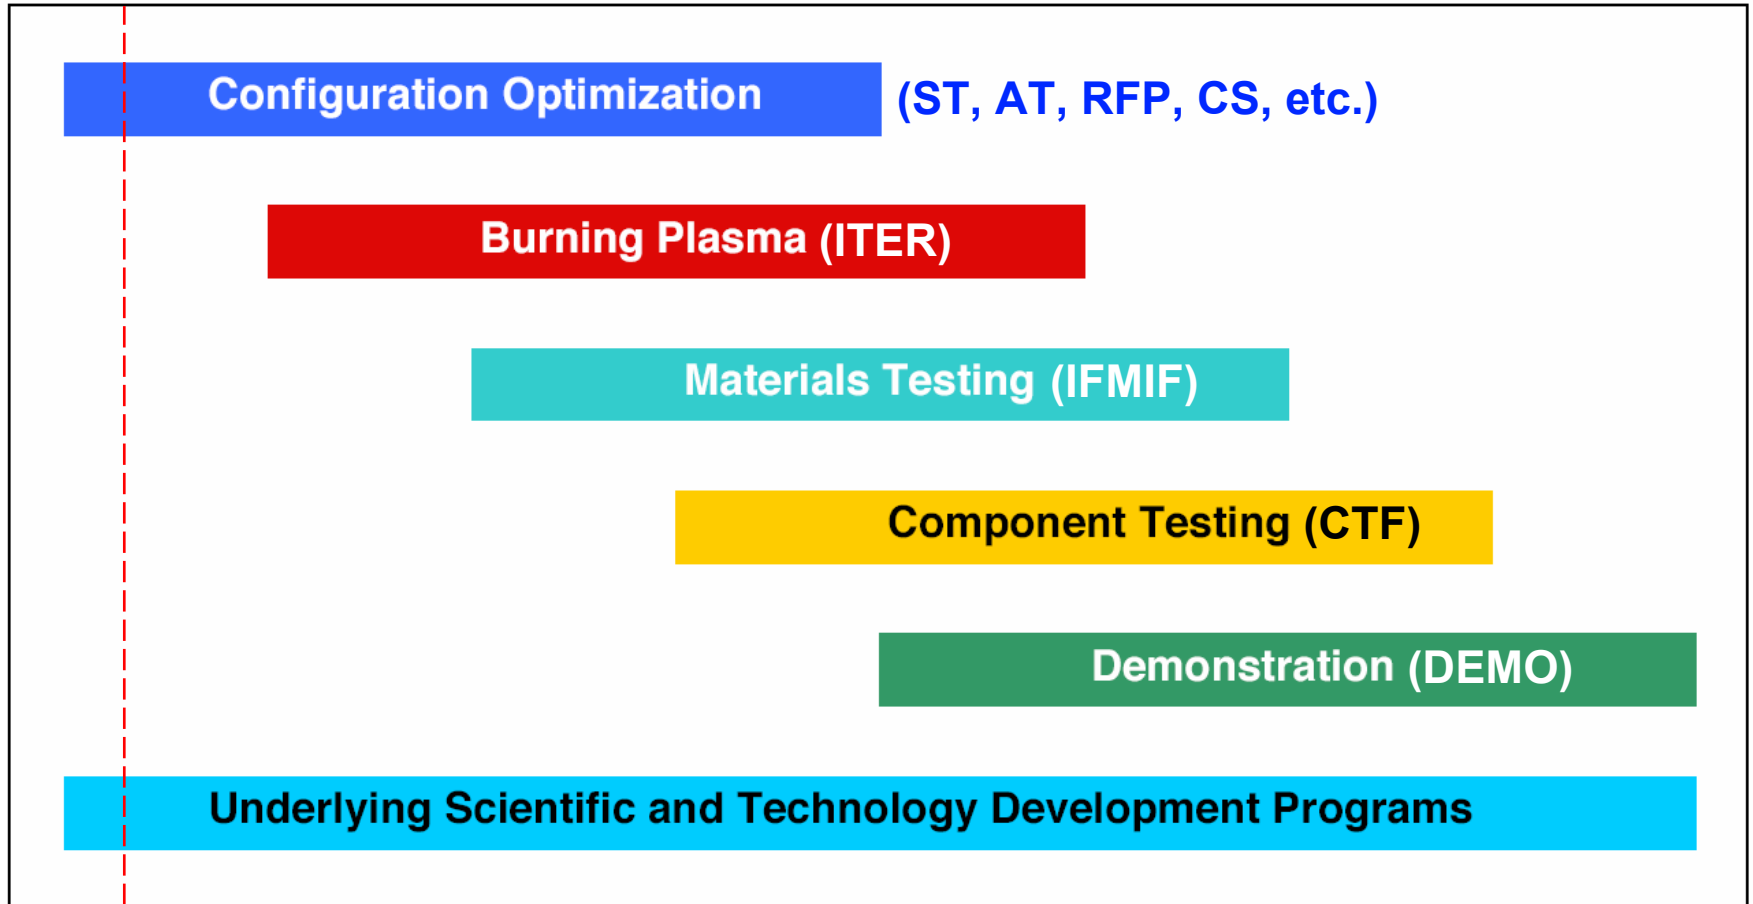 Configuration Optimization (ST, AT, RFP, CS, etc.)
Burning Plasma (ITER)
Materials Testing (IFMIF)
Component Testing (CTF)
Demonstration (DEMO)
Underlying Scientific and Technology Development Programs